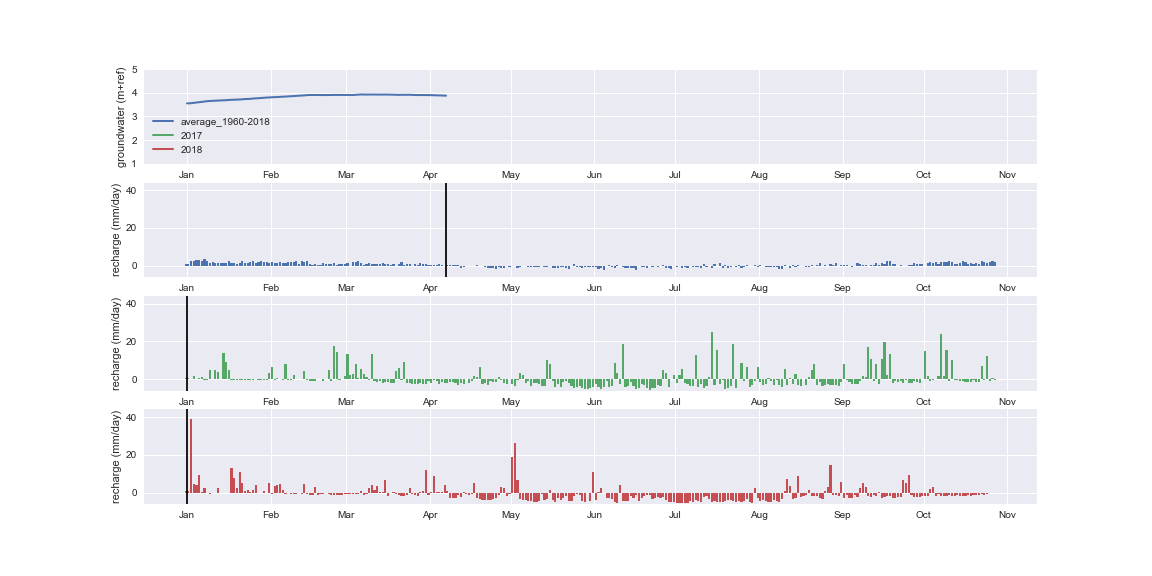 groundwater (m+ref)
5
4
3
2
1
average_1960-2018
2017
2018
Jan Feb Mar Apr May Jun Jul Aug Sep Oct Nov
recharge (mm/day)
40
20
0
Jan Feb Mar Apr May Jun Jul Aug Sep Oct Nov
recharge (mm/day)
40
20
0
Jan Feb Mar Apr May Jun Jul Aug Sep Oct Nov
recharge (mm/day)
40
20
0
Jan Feb Mar Apr May Jun Jul Aug Sep Oct Nov